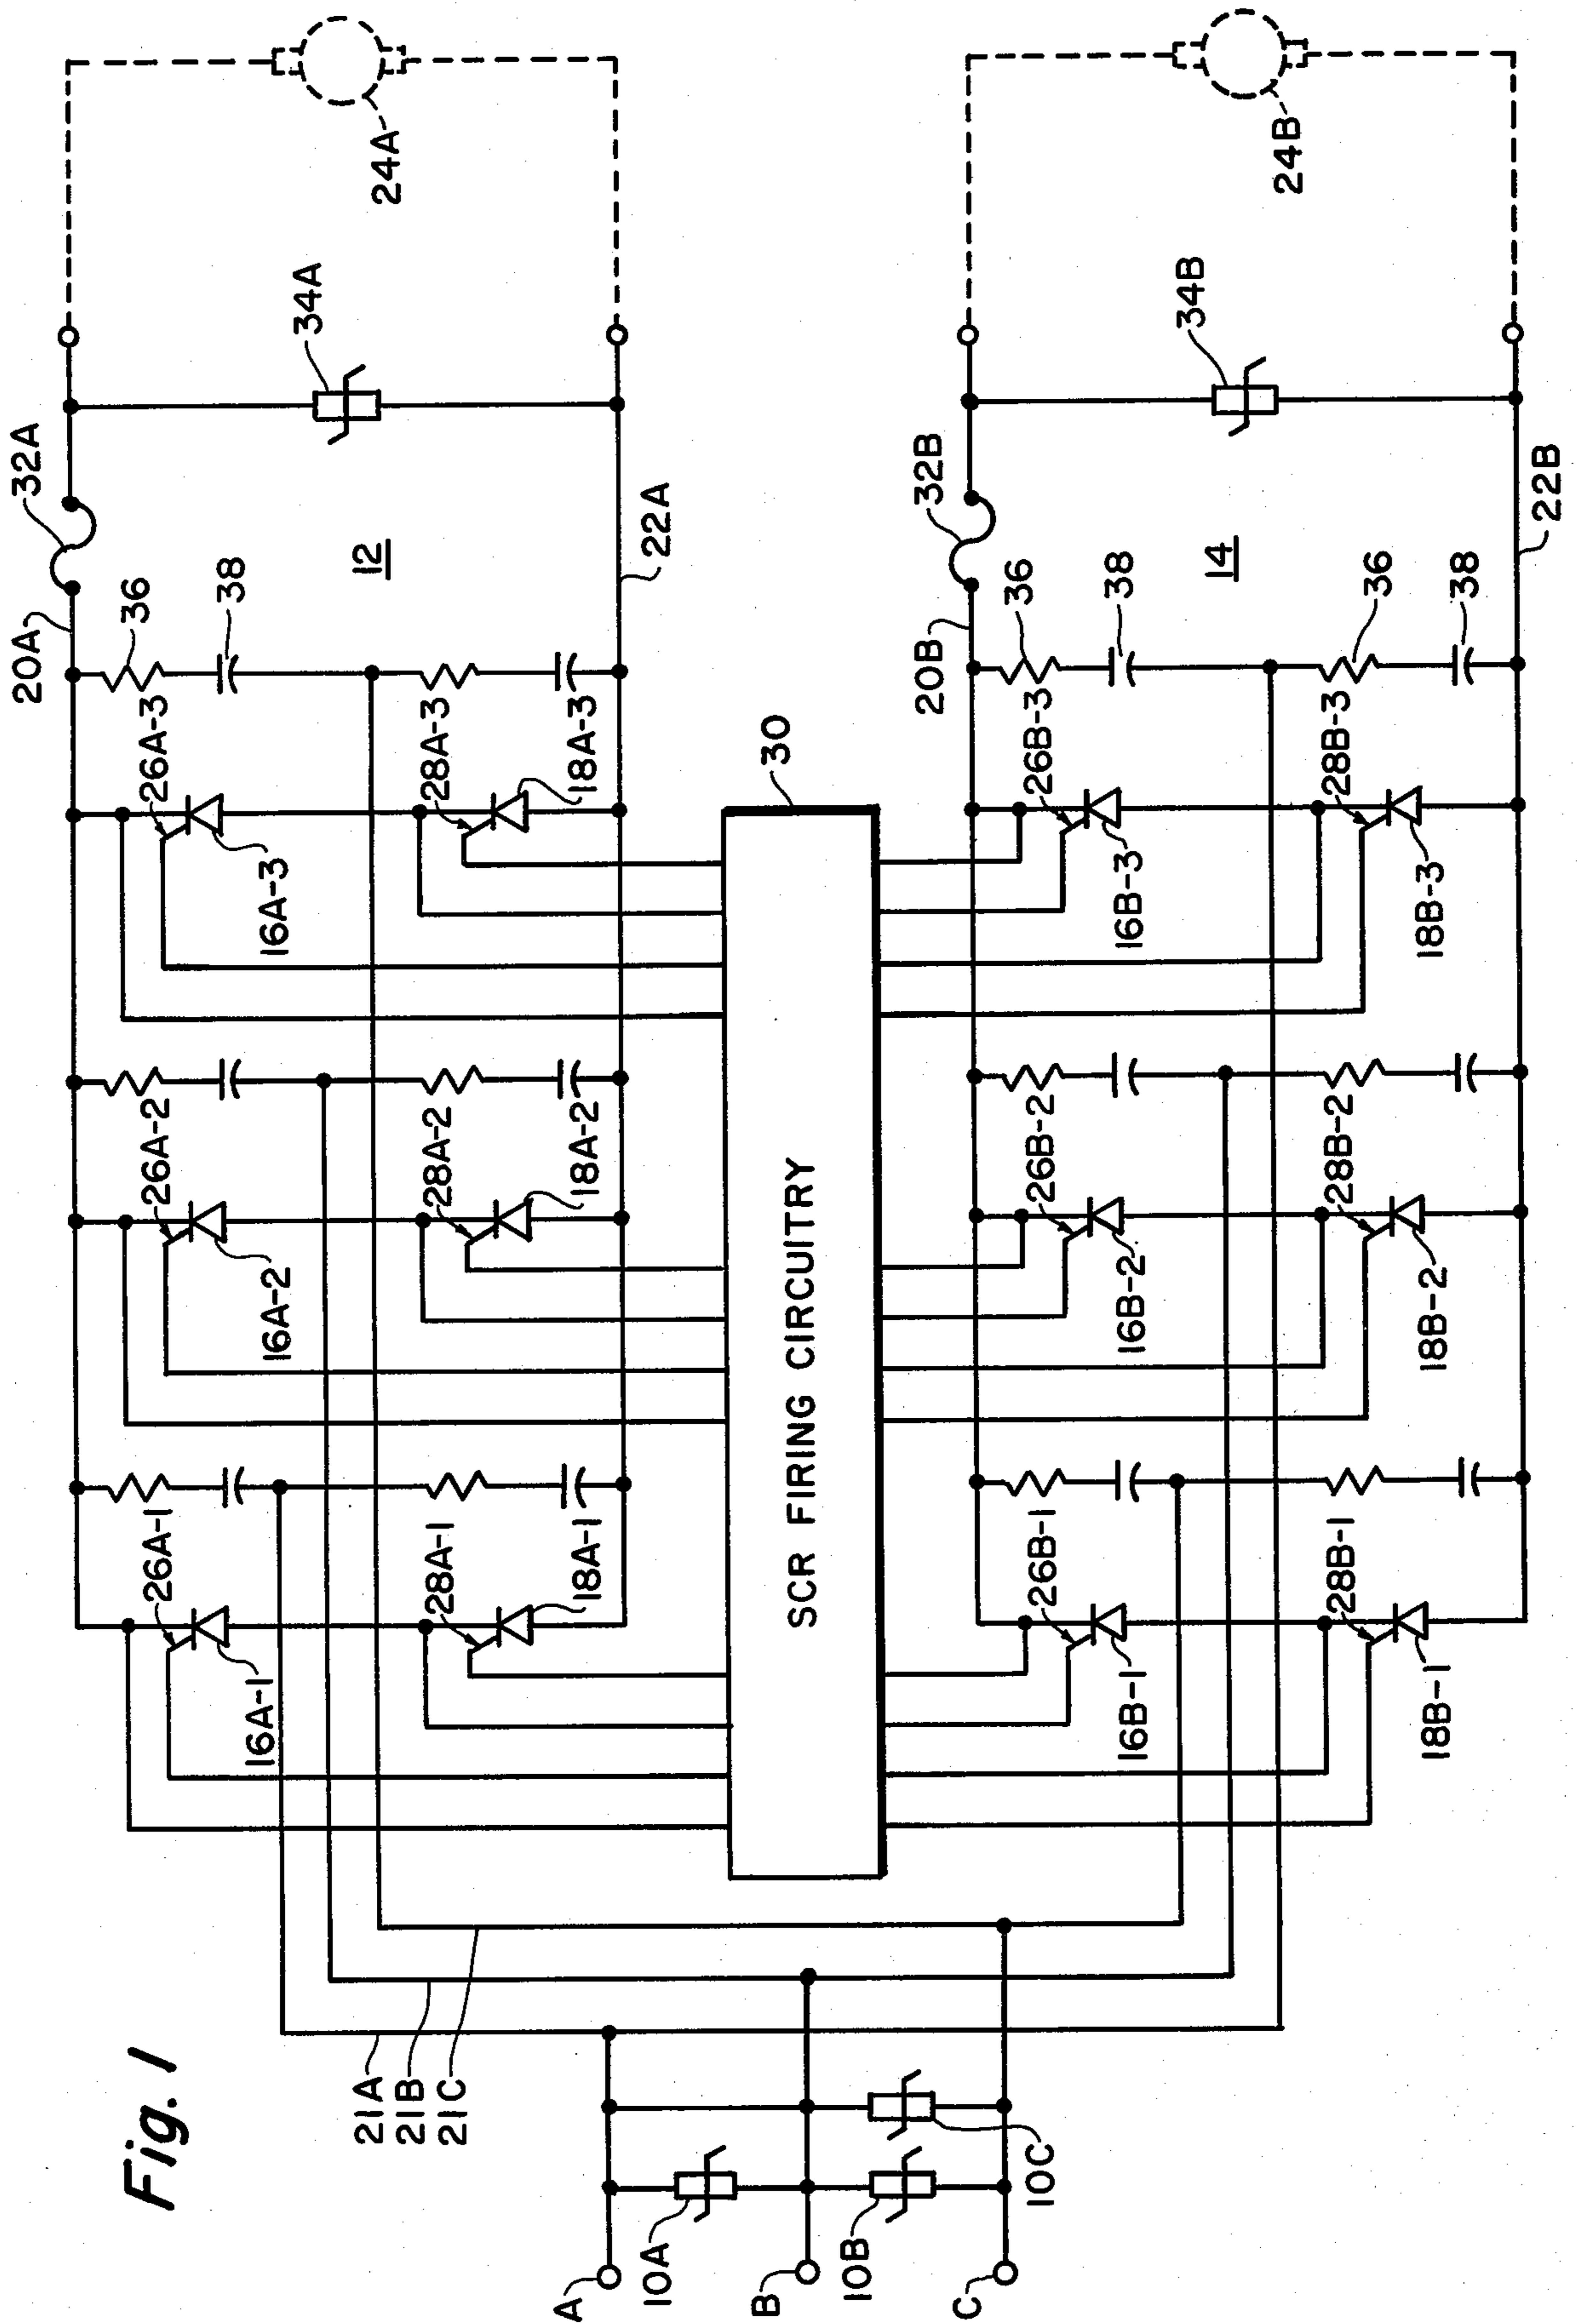 Fig. 1
20A
32A
34A
24A
36
38
26A-1
26A-2
26A-3
16A-1
16A-2
16A-3
12
28A-1
28A-2
28A-3
18A-1
18A-2
18A-3
22A
21A
21B
21C
A
10A
B
10B
C
10C
SCR FIRING CIRCUITRY
30
20B
32B
34B
24B
36
38
26B-1
26B-2
26B-3
16B-1
16B-2
16B-3
14
28B-1
28B-2
28B-3
36
38
18B-1
18B-2
18B-3
22B